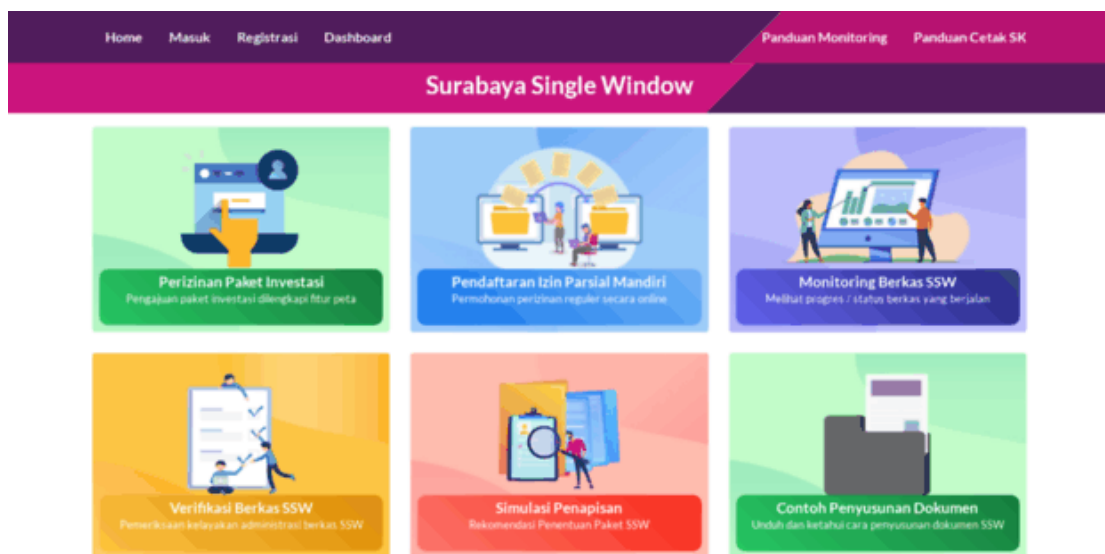 Home Masuk Registrasi Dashboard Panduan Monitoring Panduan Cetak SK
Surabaya Single Window
Perizinan Paket Investasi
Pengajuan paket investasi dilengkapi fitur peta
Pendaftaran Izin Parsial Mandiri
Permohonan perizinan reguler secara online
Monitoring Berkas SSW
Melihat progres / status berkas yang berjalan
Verifikasi Berkas SSW
Pemeriksaan kelayakan administrasi berkas SSW
Simulasi Penapisan
Rekomendasi Penentuan Paket SSW
Contoh Penyusunan Dokumen
Unduh dan ketahui cara penyusunan dokumen SSW